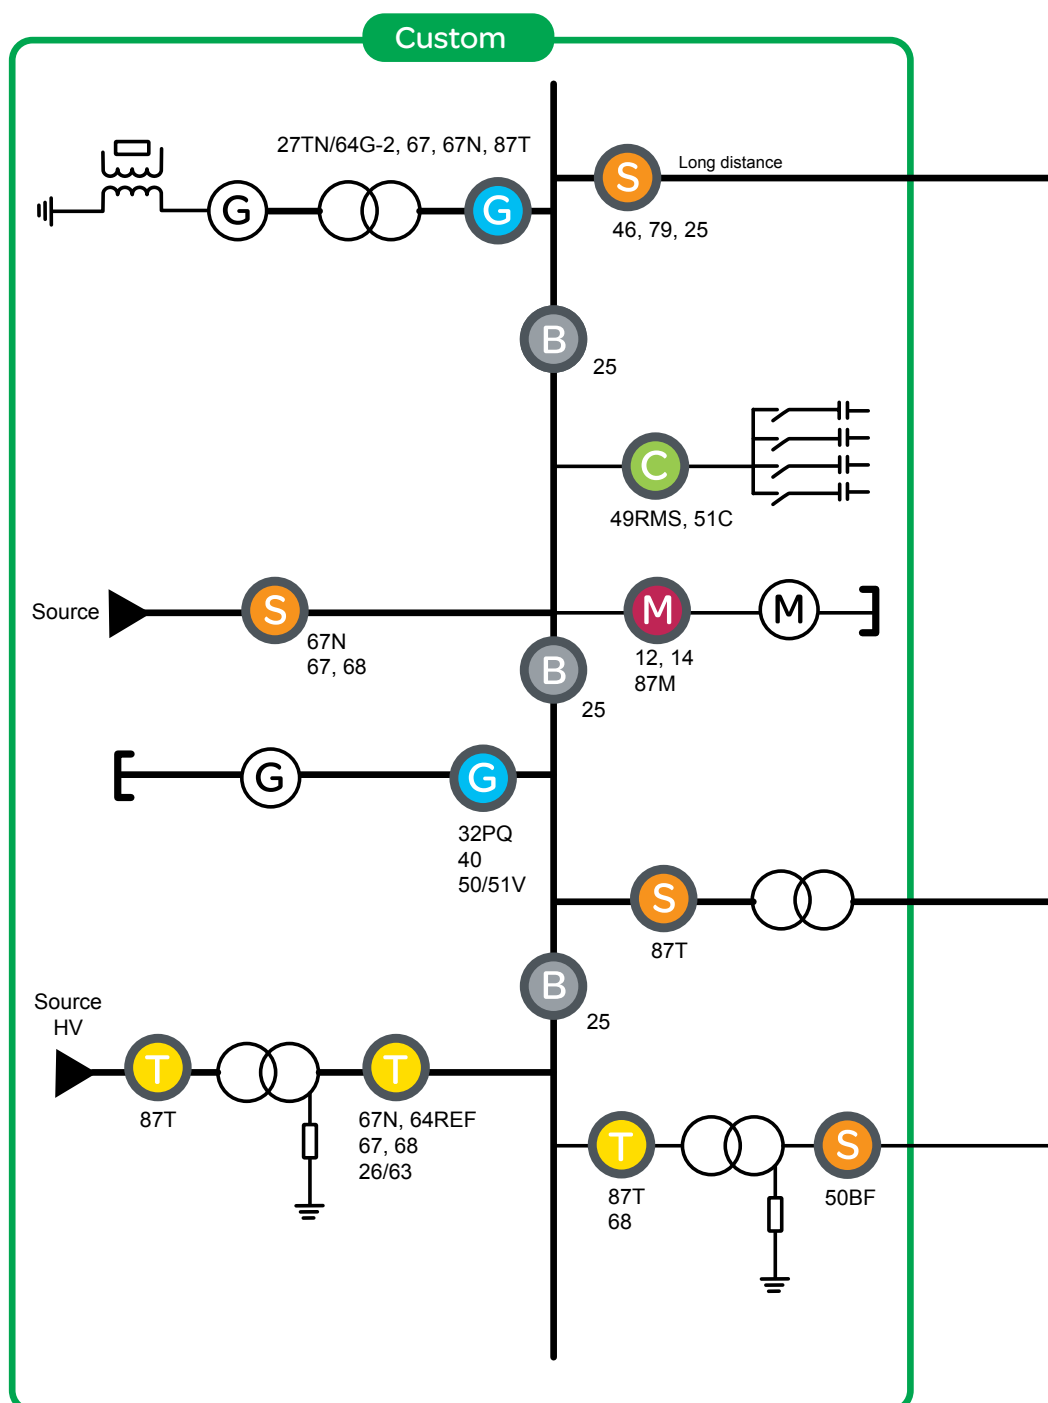 Custom
27TN/64G-2, 67, 67N, 87T
G
G
S
Long distance
46, 79, 25
B
25
C
49RMS, 51C
Source
S
67N
67, 68
M
M
12, 14
87M
B
25
G
G
32PQ
40
50/51V
S
87T
B
25
Source
HV
T
87T
T
67N, 64REF
67, 68
26/63
T
87T
68
S
50BF